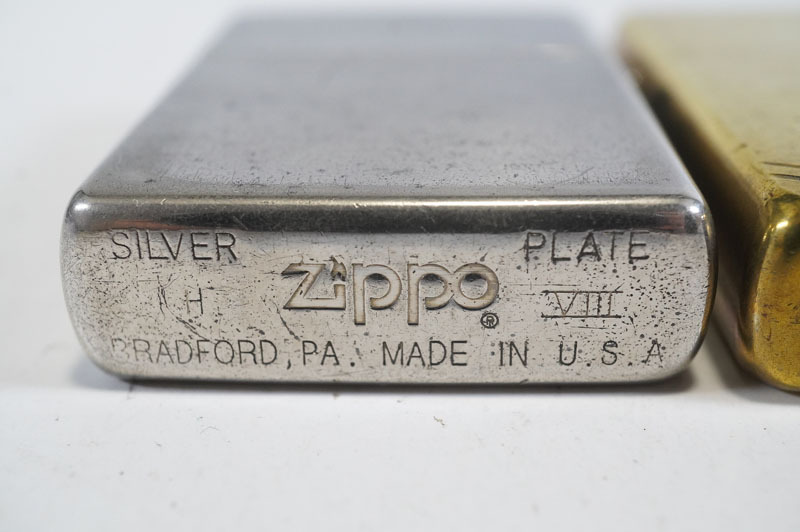 SILVER PLATE
H Zippo® VIII
BRADFORD, PA. MADE IN U.S.A